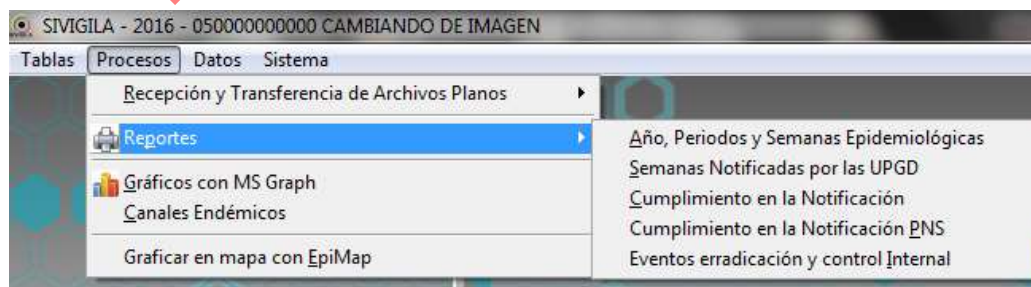 SIVIGILA - 2016 - 050000000000 CAMBIANDO DE IMAGEN
Tablas Procesos Datos Sistema
Recepción y Transferencia de Archivos Planos
Reportes
Gráficos con MS Graph
Canales Endémicos
Graficar en mapa con EpiMap
Año, Periodos y Semanas Epidemiológicas
Semanas Notificadas por las UPGD
Cumplimiento en la Notificación
Cumplimiento en la Notificación PNS
Eventos erradicación y control Internal